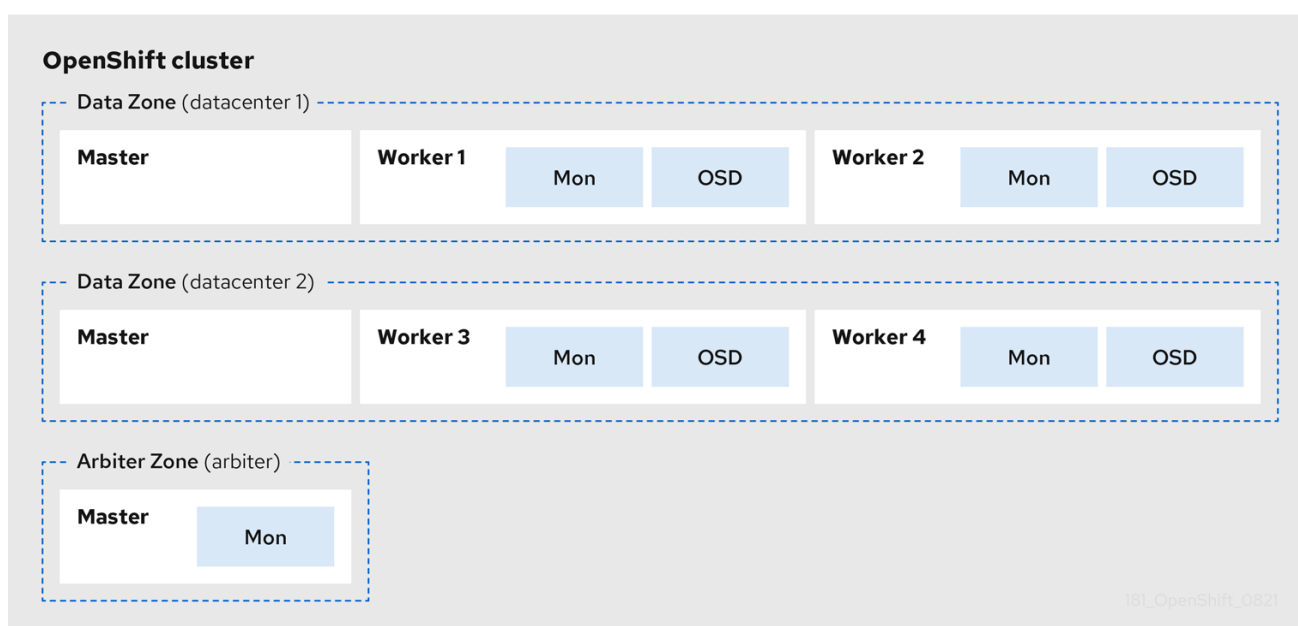 OpenShift cluster
Data Zone (datacenter 1)
Master
Worker 1
Mon
OSD
Worker 2
Mon
OSD
Data Zone (datacenter 2)
Master
Worker 3
Mon
OSD
Worker 4
Mon
OSD
Arbiter Zone (arbiter)
Master
Mon
181_OpenShift_0821